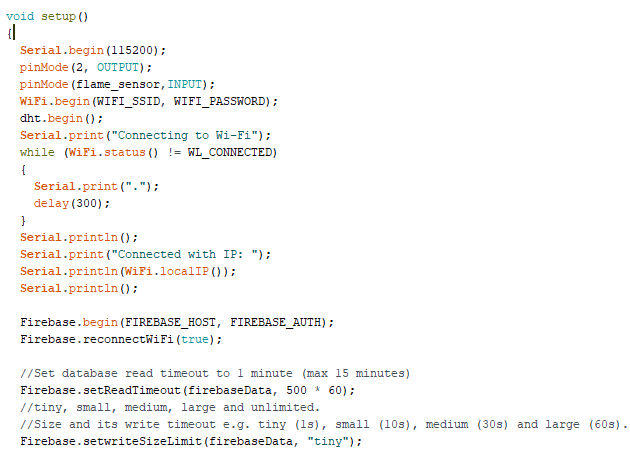 void setup()
{
  Serial.begin(115200);
  pinMode(2, OUTPUT);
  pinMode(flame_sensor,INPUT);
  WiFi.begin(WIFI_SSID, WIFI_PASSWORD);
  dht.begin();
  Serial.print("Connecting to Wi-Fi");
  while (WiFi.status() != WL_CONNECTED)
  {
    Serial.print(".");
    delay(300);
  }
  Serial.println();
  Serial.print("Connected with IP: ");
  Serial.println(WiFi.localIP());
  Serial.println();

  Firebase.begin(FIREBASE_HOST, FIREBASE_AUTH);
  Firebase.reconnectWiFi(true);

  //Set database read timeout to 1 minute (max 15 minutes)
  Firebase.setReadTimeout(firebaseData, 500 * 60);
  //tiny, small, medium, large and unlimited.
  //Size and its write timeout e.g. tiny (1s), small (10s), medium (30s) and large (60s).
  Firebase.setwriteSizeLimit(firebaseData, "tiny");